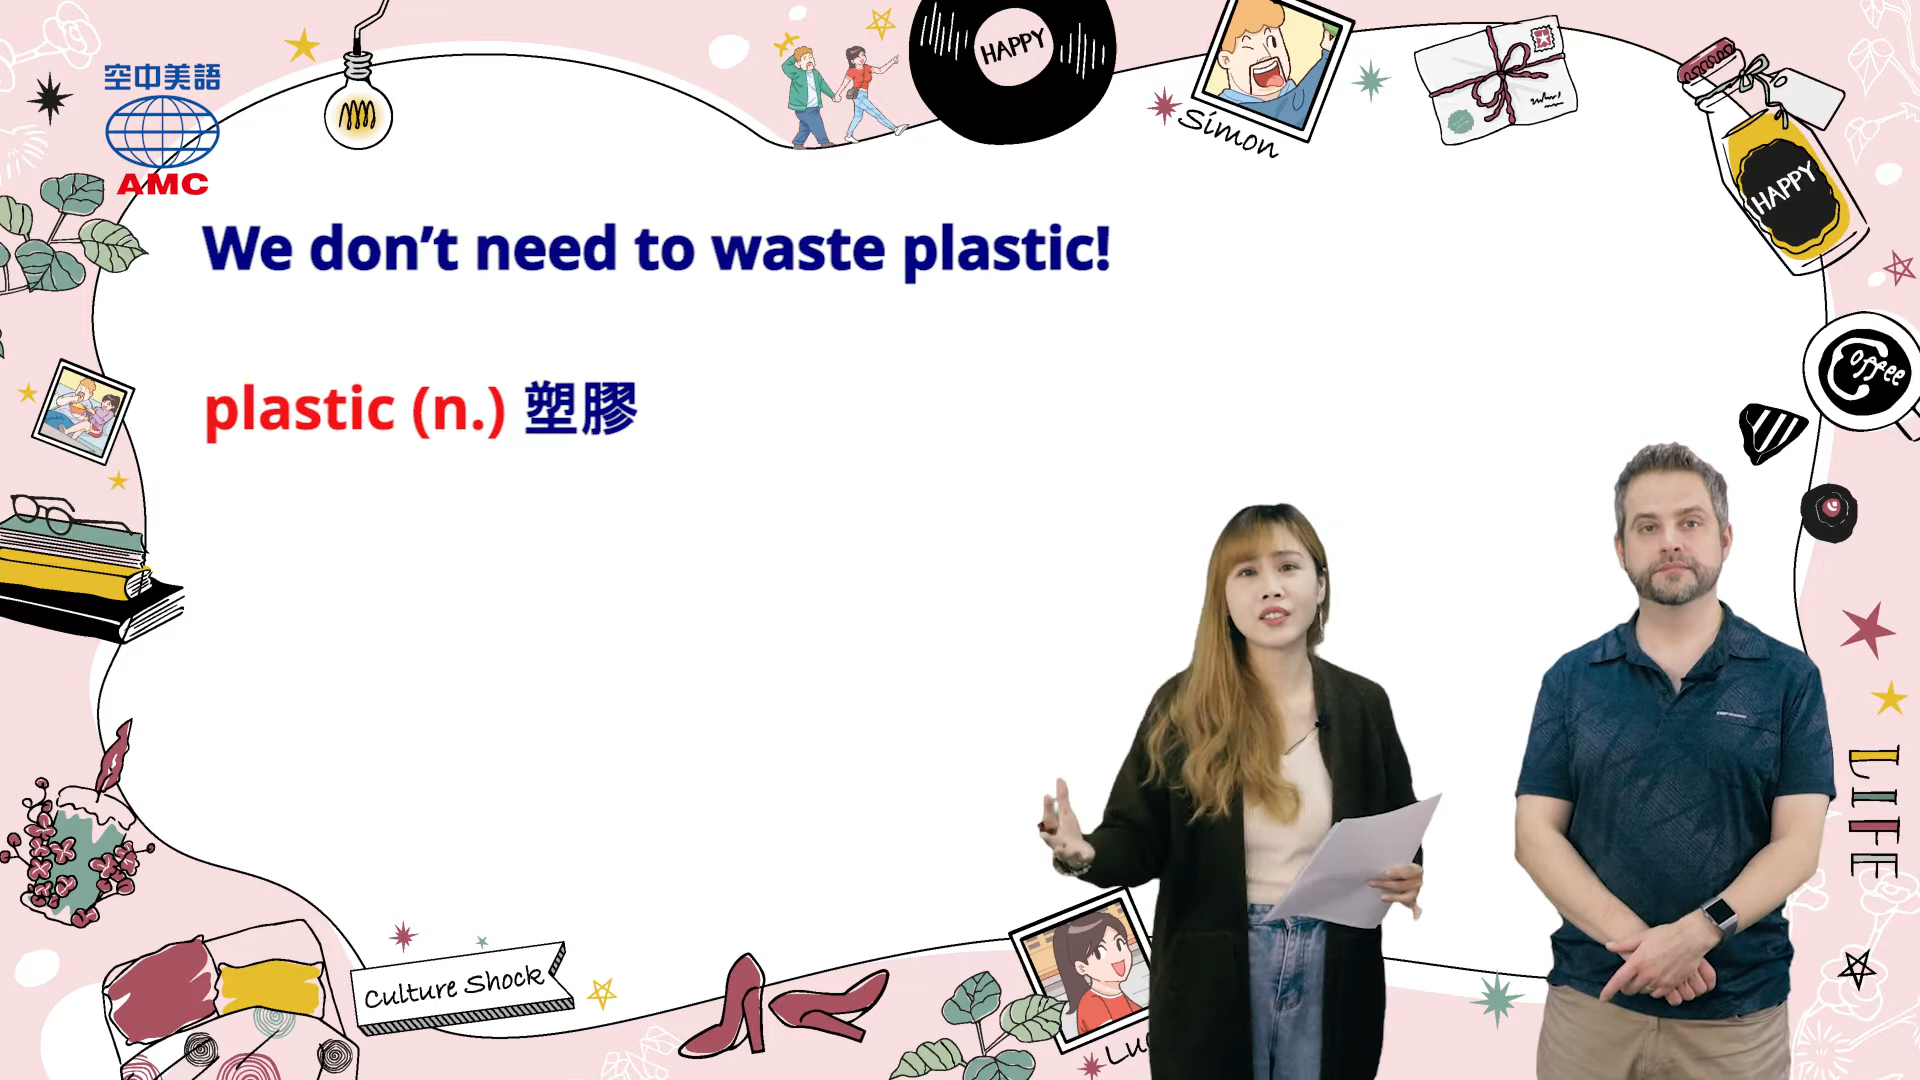 空中美語
AMC
HAPPY
Simon
HAPPY
We don't need to waste plastic!
Coffee
plastic (n.) 塑膠
LIFE
Culture Shock